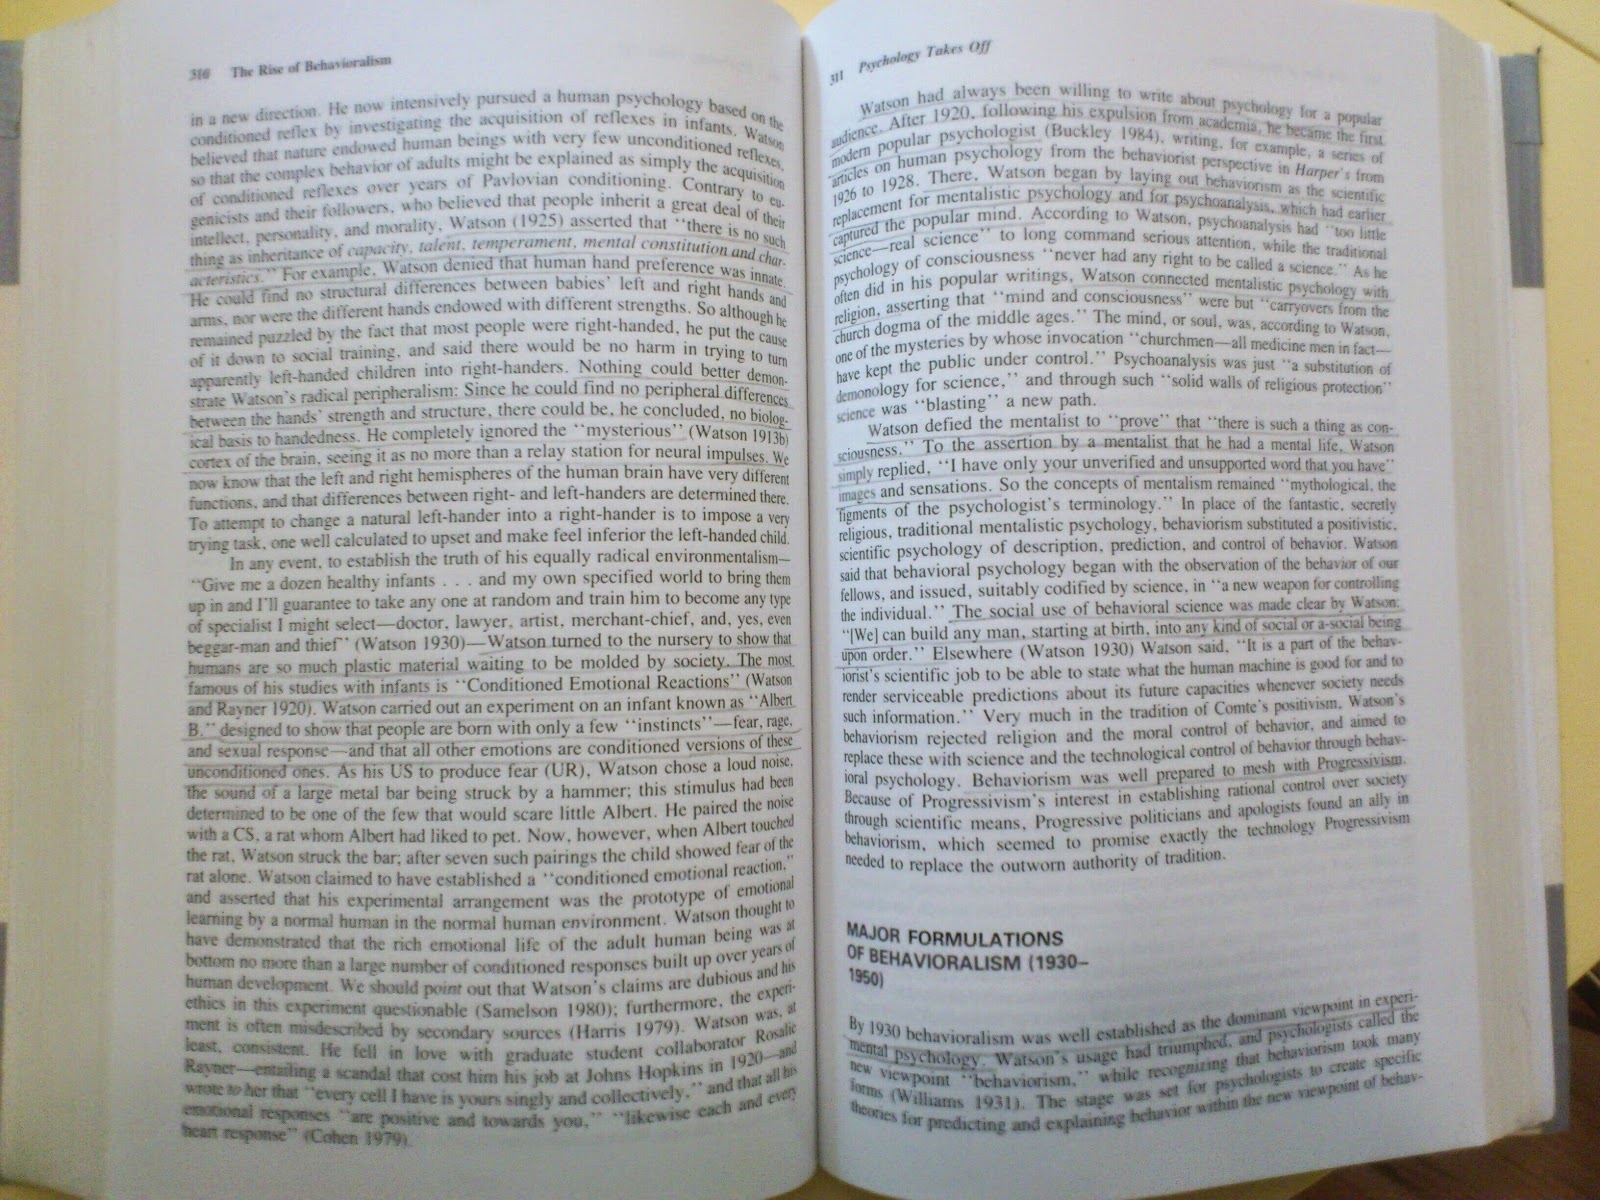 310 The Rise of Behavioralism
in a new direction. He now intensively pursued a human psychology based on the
conditioned reflex by investigating the acquisition of reflexes in infants. Watson
believed that nature endowed human beings with very few unconditioned reflexes,
so that the complex behavior of adults might be explained as simply the acquisition
of conditioned reflexes over years of Pavlovian conditioning. Contrary to eu-
genicists and their followers, who believed that people inherit a great deal of their
intellect, personality, and morality, Watson (1925) asserted that “there is no such
thing as inheritance of capacity, talent, temperament, mental constitution and char-
acteristics.” For example, Watson denied that human hand preference was innate.
He could find no structural differences between babies’ left and right hands and
arms, nor were the different hands endowed with different strengths. So although he
remained puzzled by the fact that most people were right-handed, he put the cause
of it down to social training, and said there would be no harm in trying to turn
apparently left-handed children into right-handers. Nothing could better demon-
strate Watson’s radical peripheralism: Since he could find no peripheral differences
between the hands’ strength and structure, there could be, he concluded, no biolog-
ical basis to handedness. He completely ignored the “mysterious” (Watson 1913b)
cortex of the brain, seeing it as no more than a relay station for neural impulses. We
now know that the left and right hemispheres of the human brain have very different
functions, and that differences between right- and left-handers are determined there.
To attempt to change a natural left-hander into a right-hander is to impose a very
trying task, one well calculated to upset and make feel inferior the left-handed child.
In any event, to establish the truth of his equally radical environmentalism—
“Give me a dozen healthy infants . . . and my own specified world to bring them
up in and I’ll guarantee to take any one at random and train him to become any type
of specialist I might select—doctor, lawyer, artist, merchant-chief, and, yes, even
beggar-man and thief” (Watson 1930)—Watson turned to the nursery to show that
humans are so much plastic material waiting to be molded by society. The most
famous of his studies with infants is “Conditioned Emotional Reactions” (Watson
and Rayner 1920). Watson carried out an experiment on an infant known as “Albert
B.” designed to show that people are born with only a few “instincts”—fear, rage,
and sexual response—and that all other emotions are conditioned versions of these
unconditioned ones. As his US to produce fear (UR), Watson chose a loud noise,
the sound of a large metal bar being struck by a hammer; this stimulus had been
determined to be one of the few that would scare little Albert. He paired the noise
with a CS, a rat whom Albert had liked to pet. Now, however, when Albert touched
the rat, Watson struck the bar; after seven such pairings the child showed fear of the
rat alone. Watson claimed to have established a “conditioned emotional reaction,”
and asserted that his experimental arrangement was the prototype of emotional
learning by a normal human in the normal human environment. Watson thought to
have demonstrated that the rich emotional life of the adult human being was at
bottom no more than a large number of conditioned responses built up over years of
human development. We should point out that Watson’s claims are dubious and his
ethics in this experiment questionable (Samelson 1980); furthermore, the experi-
ment is often misdescribed by secondary sources (Harris 1979). Watson was, at
least, consistent. He fell in love with graduate student collaborator Rosalie
Rayner—entailing a scandal that cost him his job at Johns Hopkins in 1920—and
wrote to her that “every cell I have is yours singly and collectively,” and that all his
emotional responses “are positive and towards you,” “likewise each and every
heart response” (Cohen 1979).
311 Psychology Takes Off
Watson had always been willing to write about psychology for a popular
audience. After 1920, following his expulsion from academia, he became the first
modern popular psychologist (Buckley 1984), writing, for example, a series of
articles on human psychology from the behaviorist perspective in Harper’s from
1926 to 1928. There, Watson began by laying out behaviorism as the scientific
replacement for mentalistic psychology and for psychoanalysis, which had earlier
captured the popular mind. According to Watson, psychoanalysis had “too little
science—real science” to long command serious attention, while the traditional
psychology of consciousness “never had any right to be called a science.” As he
often did in his popular writings, Watson connected mentalistic psychology with
religion, asserting that “mind and consciousness” were but “carryovers from the
church dogma of the middle ages.” The mind, or soul, was, according to Watson,
one of the mysteries by whose invocation “churchmen—all medicine men in fact—
have kept the public under control.” Psychoanalysis was just “a substitution of
demonology for science,” and through such “solid walls of religious protection”
science was “blasting” a new path.
Watson defied the mentalist to “prove” that “there is such a thing as con-
sciousness.” To the assertion by a mentalist that he had a mental life, Watson
simply replied, “I have only your unverified and unsupported word that you have”
images and sensations. So the concepts of mentalism remained “mythological, the
figments of the psychologist’s terminology.” In place of the fantastic, secretly
religious, traditional mentalistic psychology, behaviorism substituted a positivistic,
scientific psychology of description, prediction, and control of behavior. Watson
said that behavioral psychology began with the observation of the behavior of our
fellows, and issued, suitably codified by science, in “a new weapon for controlling
the individual.” The social use of behavioral science was made clear by Watson:
“[We] can build any man, starting at birth, into any kind of social or a-social being
upon order.” Elsewhere (Watson 1930) Watson said, “It is a part of the behav-
iorist’s scientific job to be able to state what the human machine is good for and to
render serviceable predictions about its future capacities whenever society needs
such information.” Very much in the tradition of Comte’s positivism, Watson’s
behaviorism rejected religion and the moral control of behavior, and aimed to
replace these with science and the technological control of behavior through behav-
ioral psychology. Behaviorism was well prepared to mesh with Progressivism.
Because of Progressivism’s interest in establishing rational control over society
through scientific means, Progressive politicians and apologists found an ally in
behaviorism, which seemed to promise exactly the technology Progressivism
needed to replace the outworn authority of tradition.
MAJOR FORMULATIONS
OF BEHAVIORALISM (1930–
1950)
By 1930 behavioralism was well established as the dominant viewpoint in experi-
mental psychology. Watson’s usage had triumphed, and psychologists called the
new viewpoint “behaviorism,” while recognizing that behaviorism took many
forms (Williams 1931). The stage was set for psychologists to create specific
theories for predicting and explaining behavior within the new viewpoint of behav-